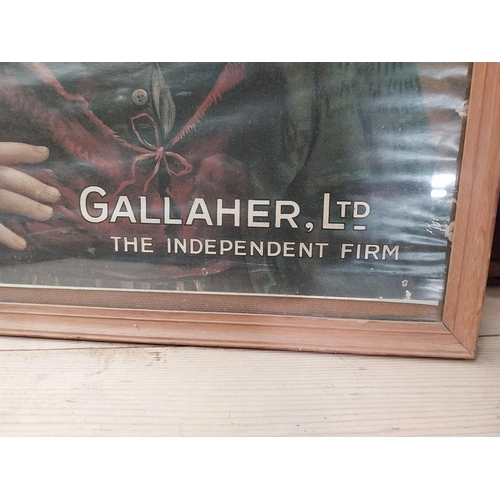 GALLAHER, LTD
THE INDEPENDENT FIRM